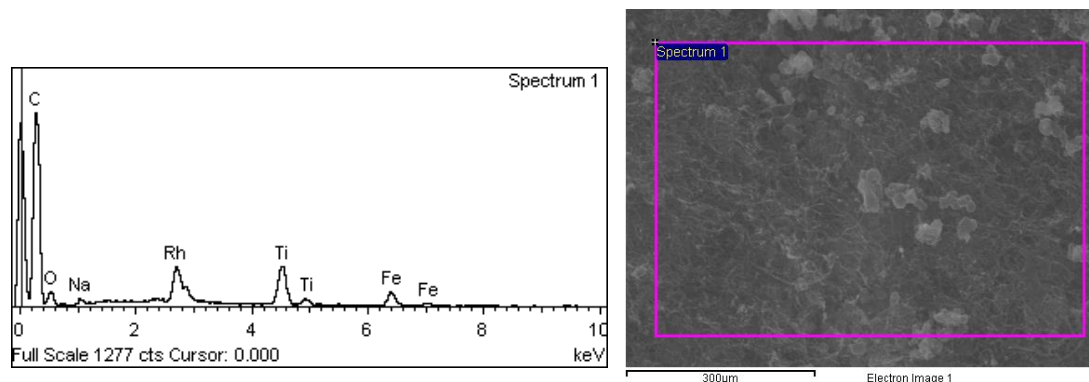 Spectrum 1
C
O
Na
Rh
Ti
Ti
Fe
Fe
0 2 4 6 8 10
Full Scale 1277 cts Cursor: 0.000 keV
Spectrum 1
300um Electron Image 1